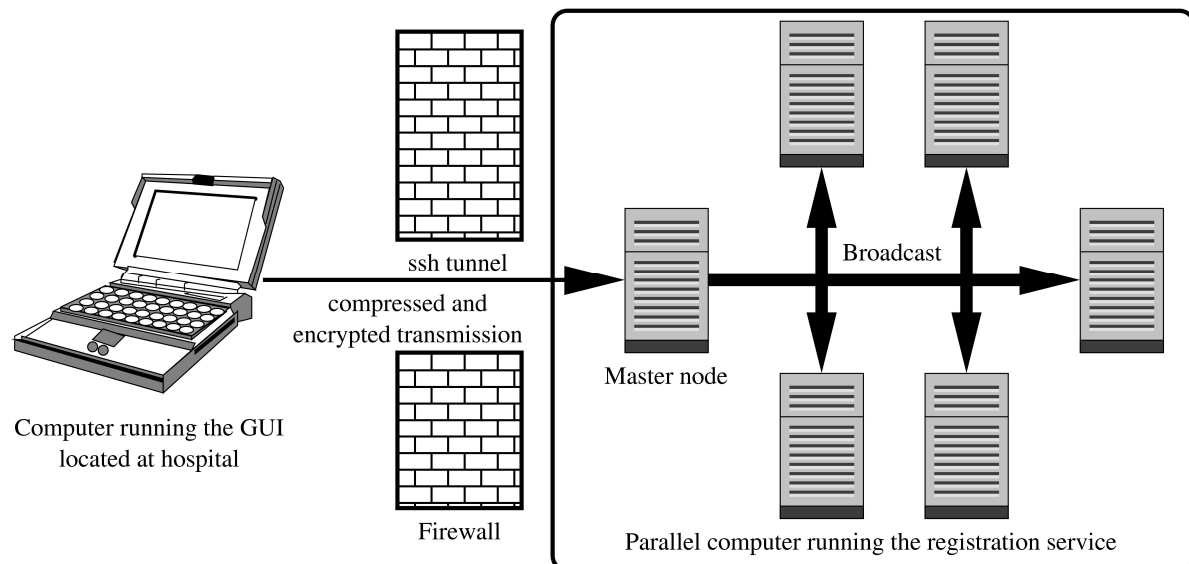 ssh tunnel
compressed and
encrypted transmission
Firewall
Computer running the GUI
located at hospital
Broadcast
Master node
Parallel computer running the registration service